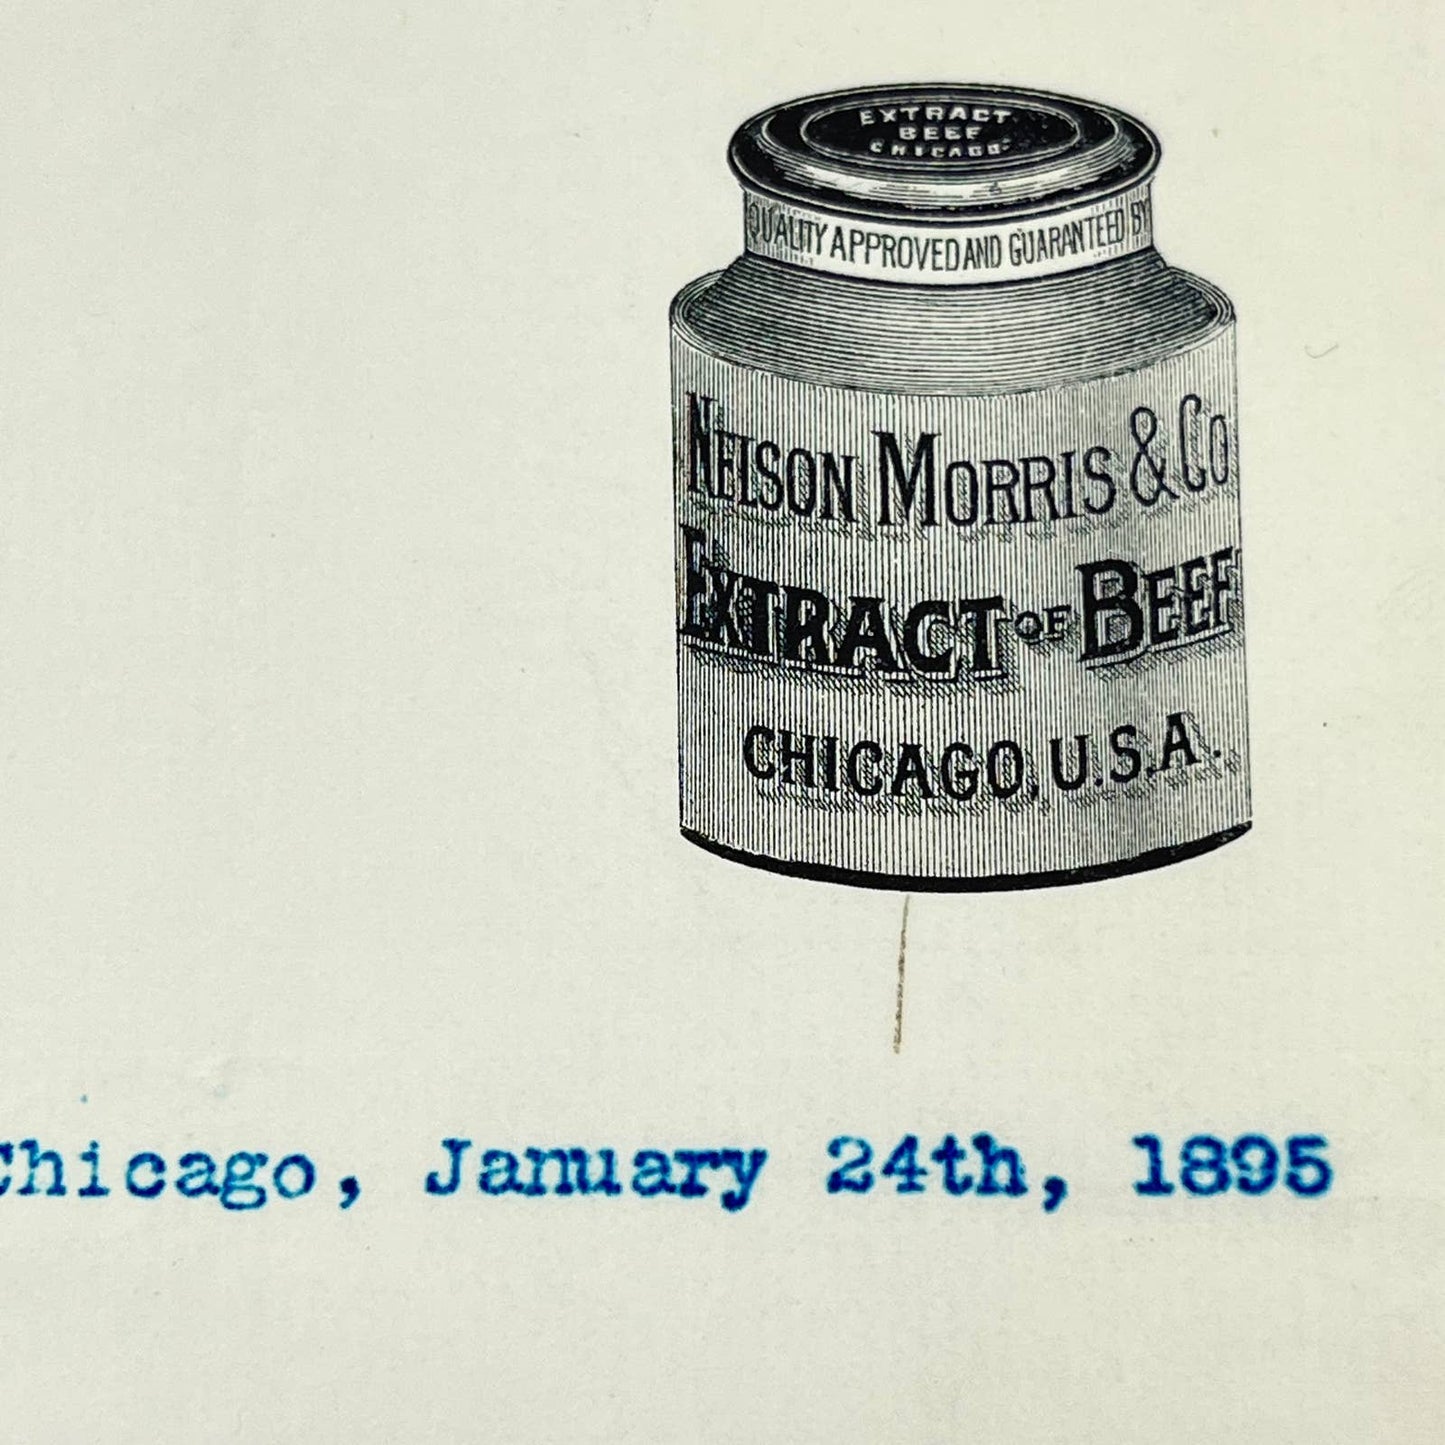 EXTRACT
BEEF
CHICAGO
QUALITY APPROVED AND GUARANTEED BY
NELSON MORRIS & CO
EXTRACT OF BEEF
CHICAGO, U.S.A.
Chicago, January 24th, 1895